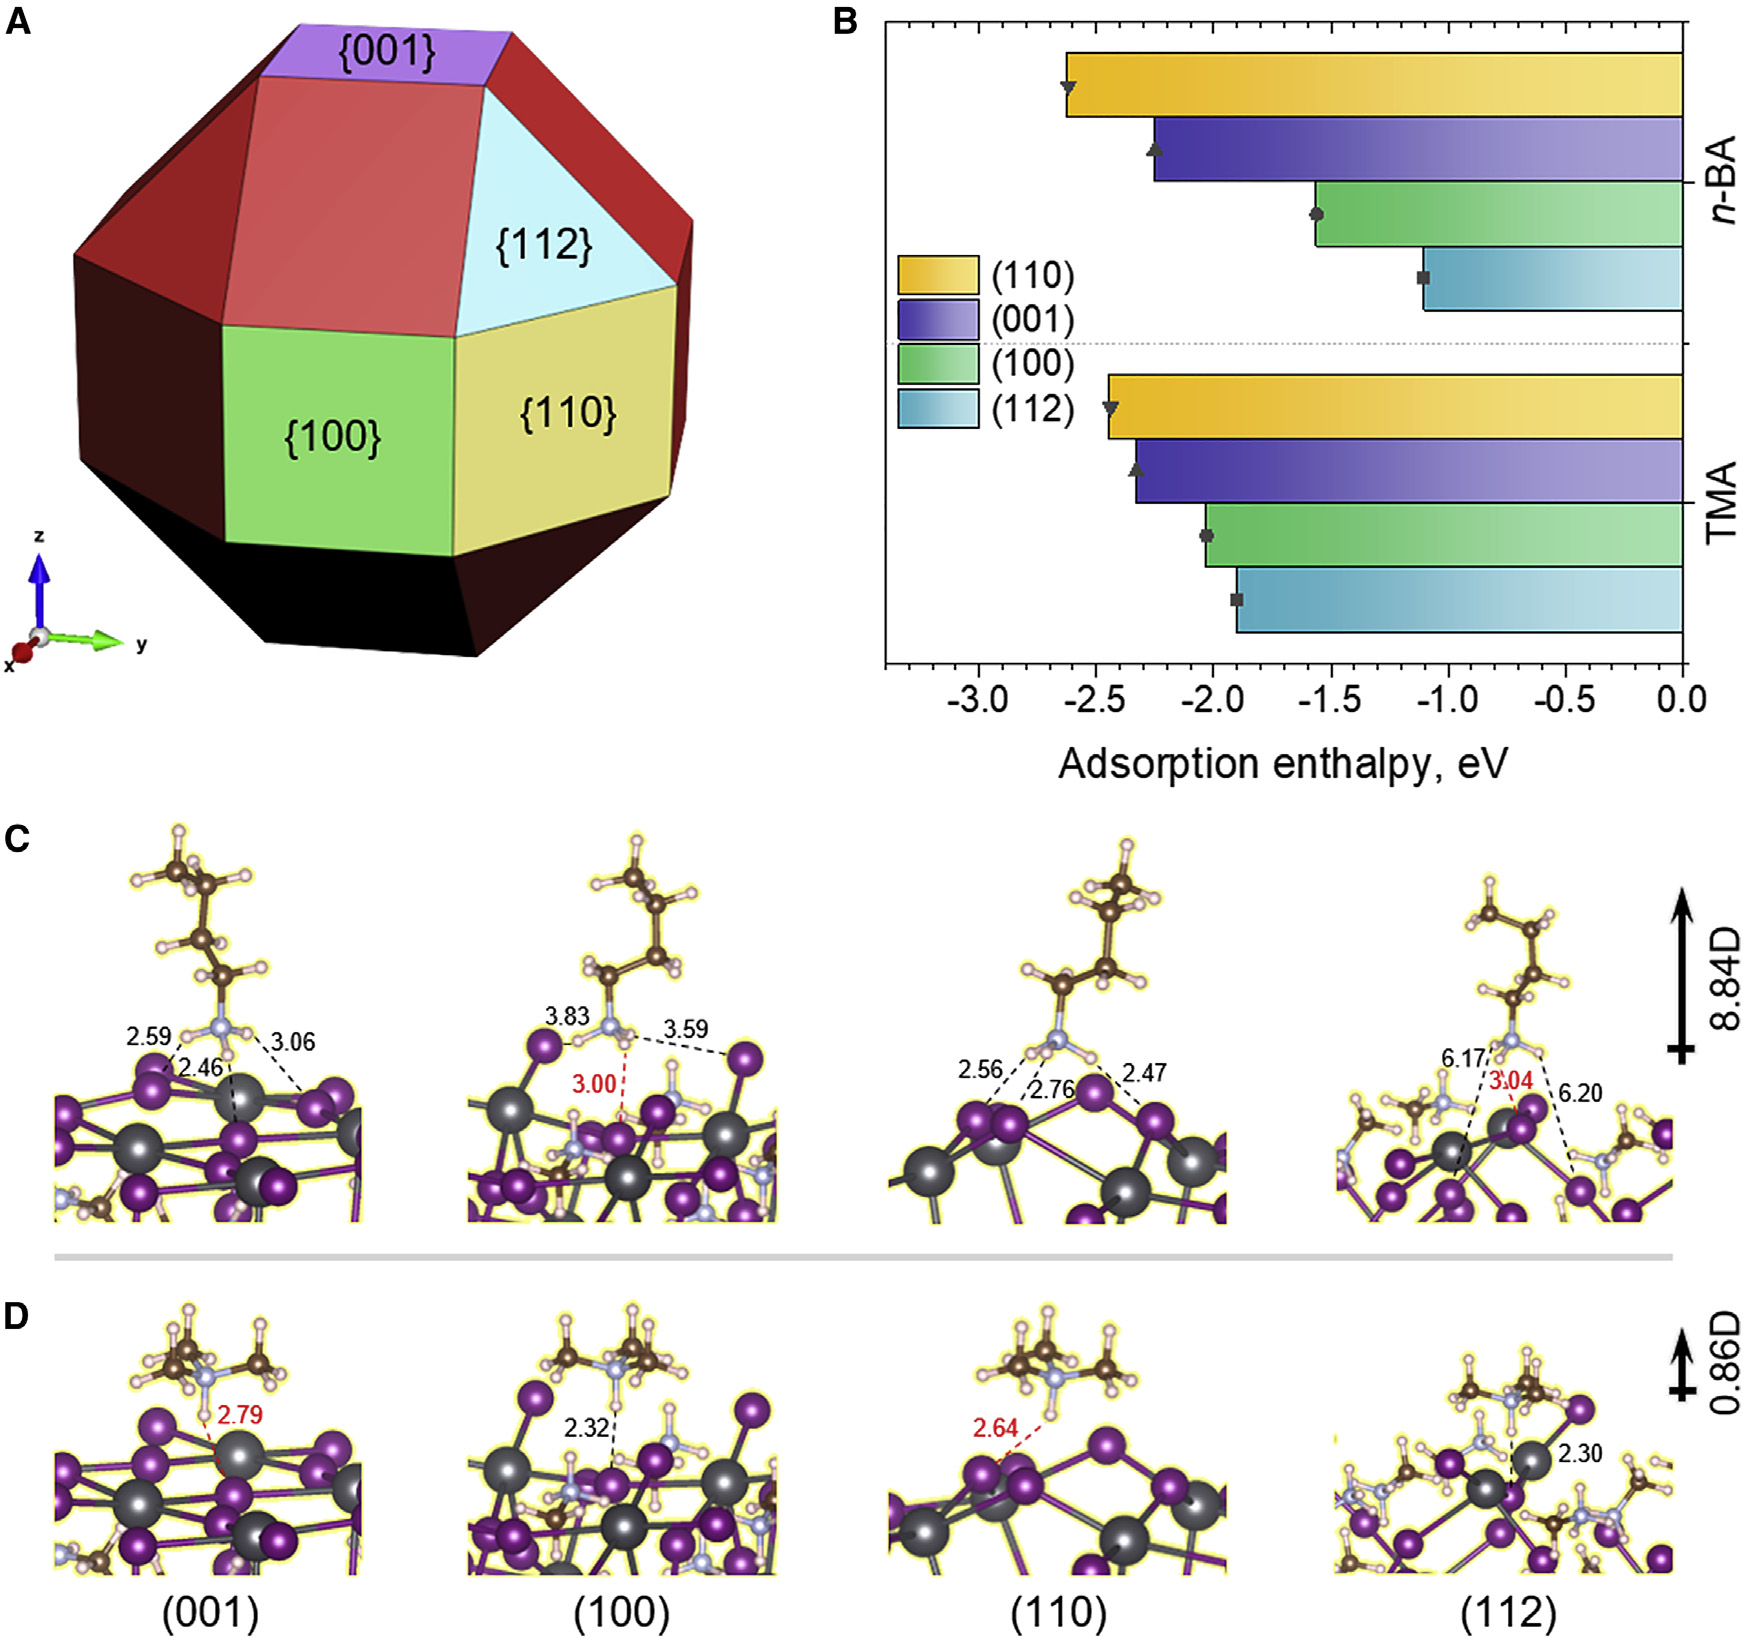 A
{001}
{112}
{100}
{110}
z
y
x
B
(110)
(001)
(100)
(112)
n-BA
TMA
-3.0 -2.5 -2.0 -1.5 -1.0 -0.5 0.0
Adsorption enthalpy, eV
C
2.59
2.46
3.06
3.83
3.59
3.00
2.56
2.76
2.47
6.17
3.04
6.20
8.84D
D
2.79
2.32
2.64
2.30
0.86D
(001) (100) (110) (112)